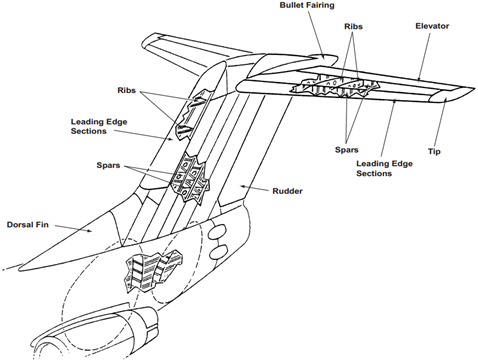 Bullet Fairing
Ribs
Elevator
Ribs
Leading Edge
Sections
Spars
Spars
Tip
Leading Edge
Sections
Rudder
Dorsal Fin